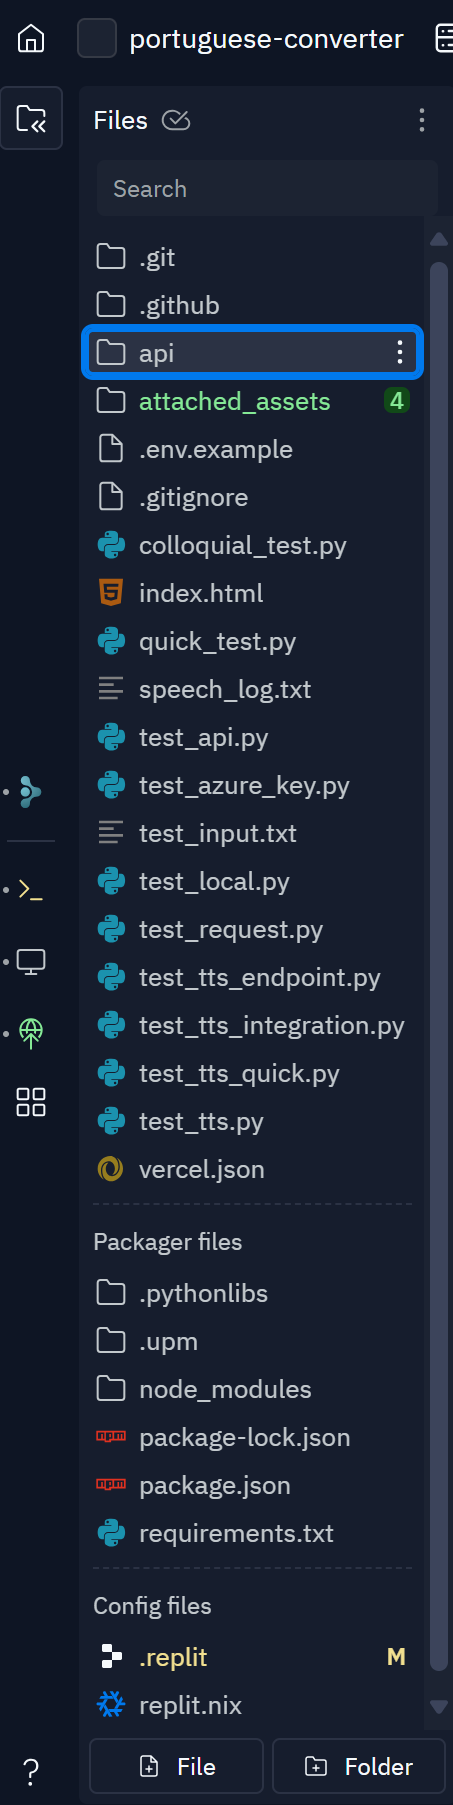 portuguese-converter
Files
Search
.git
.github
api
attached_assets 4
.env.example
.gitignore
colloquial_test.py
index.html
quick_test.py
speech_log.txt
test_api.py
test_azure_key.py
test_input.txt
test_local.py
test_request.py
test_tts_endpoint.py
test_tts_integration.py
test_tts_quick.py
test_tts.py
vercel.json
Packager files
.pythonlibs
.upm
node_modules
package-lock.json
package.json
requirements.txt
Config files
.replit M
replit.nix
? File Folder